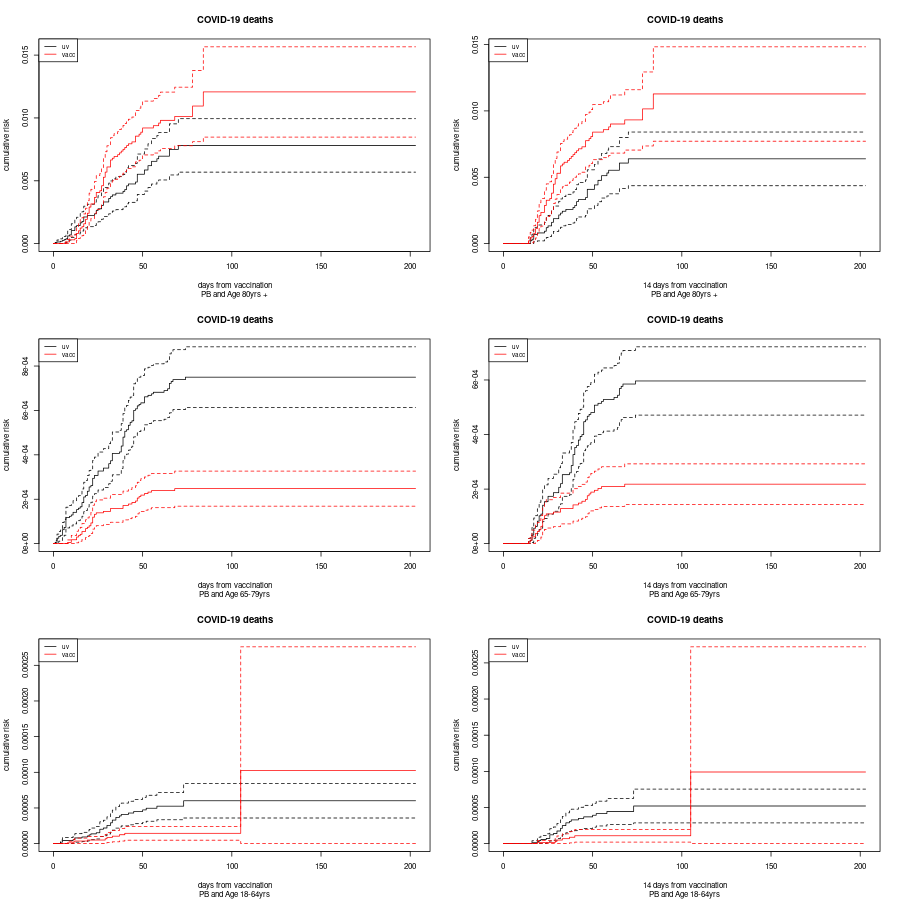 COVID-19 deaths
uv
vacc
cumulative risk
0.000
0.005
0.010
0.015
0
50
100
150
200
days from vaccination
PB and Age 80yrs +
COVID-19 deaths
uv
vacc
cumulative risk
0.000
0.005
0.010
0.015
0
50
100
150
200
14 days from vaccination
PB and Age 80yrs +
COVID-19 deaths
uv
vacc
cumulative risk
0e+00
2e-04
4e-04
6e-04
8e-04
0
50
100
150
200
days from vaccination
PB and Age 65-79yrs
COVID-19 deaths
uv
vacc
cumulative risk
0e+00
2e-04
4e-04
6e-04
0
50
100
150
200
14 days from vaccination
PB and Age 65-79yrs
COVID-19 deaths
uv
vacc
cumulative risk
0.00000
0.00005
0.00010
0.00015
0.00020
0.00025
0
50
100
150
200
days from vaccination
PB and Age 18-64yrs
COVID-19 deaths
uv
vacc
cumulative risk
0.00000
0.00005
0.00010
0.00015
0.00020
0.00025
0
50
100
150
200
14 days from vaccination
PB and Age 18-64yrs